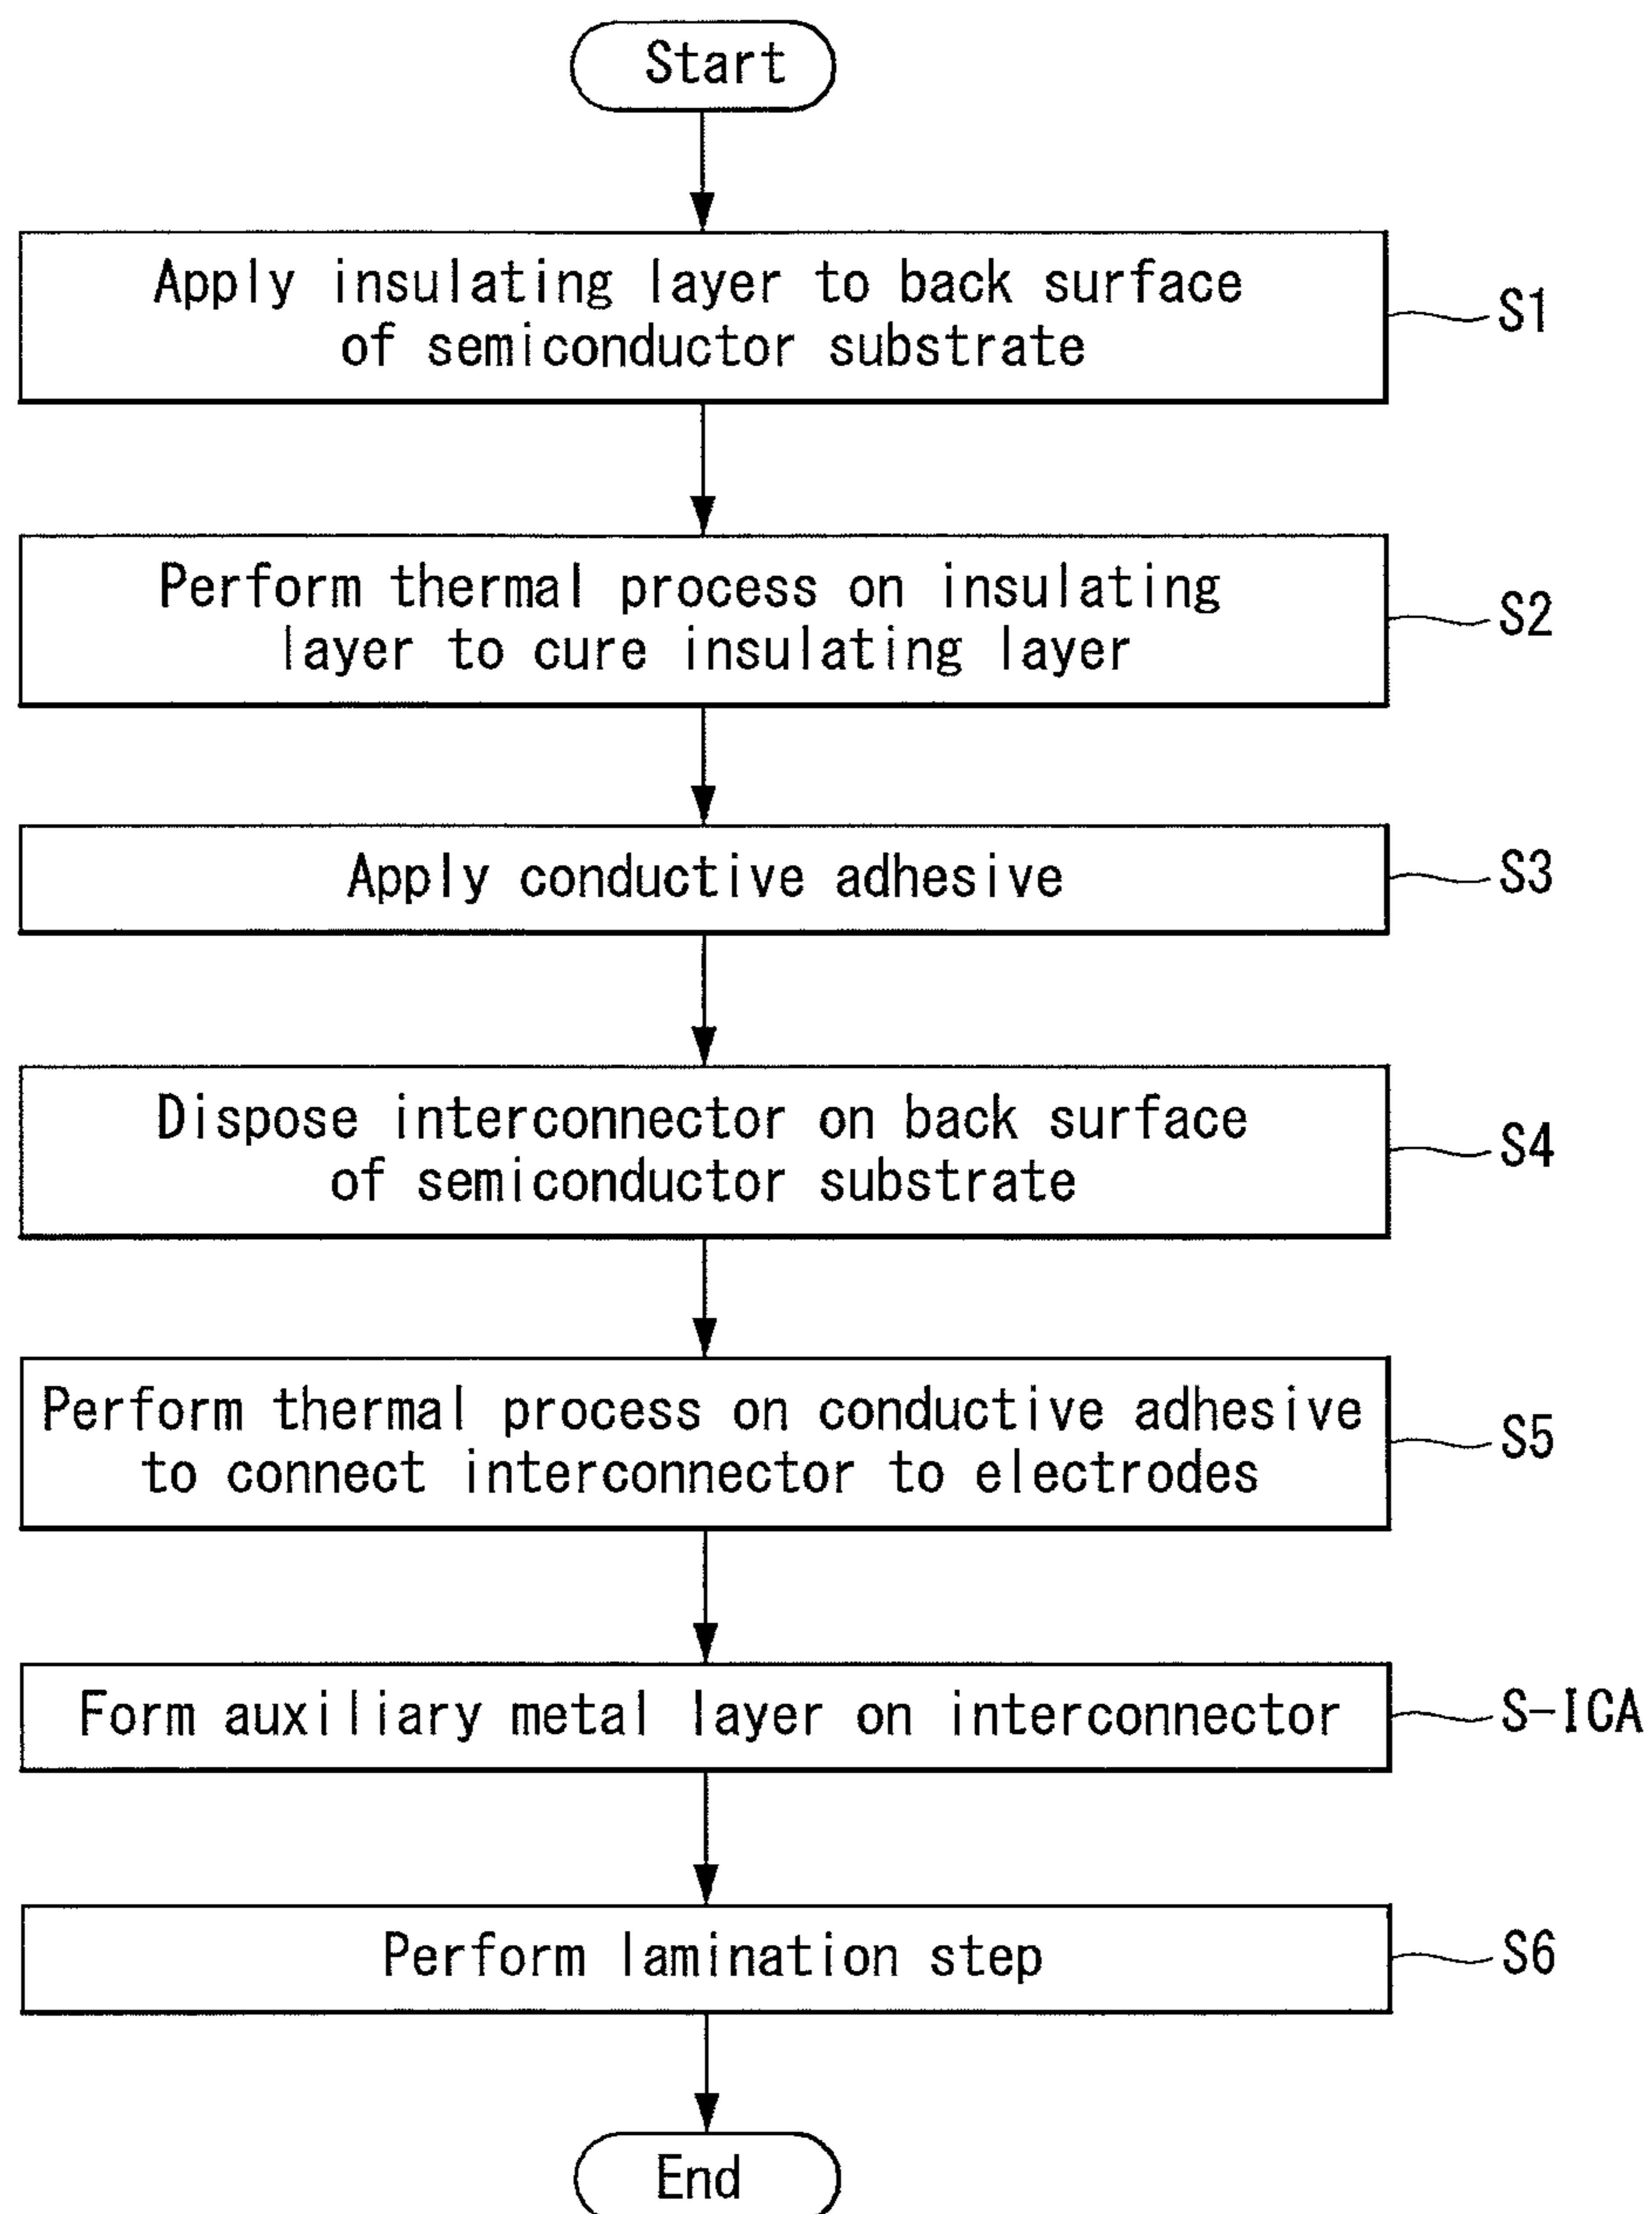 Start
Apply insulating layer to back surface
of semiconductor substrate
S1
Perform thermal process on insulating
layer to cure insulating layer
S2
Apply conductive adhesive
S3
Dispose interconnector on back surface
of semiconductor substrate
S4
Perform thermal process on conductive adhesive
to connect interconnector to electrodes
S5
Form auxiliary metal layer on interconnector
S-ICA
Perform lamination step
S6
End